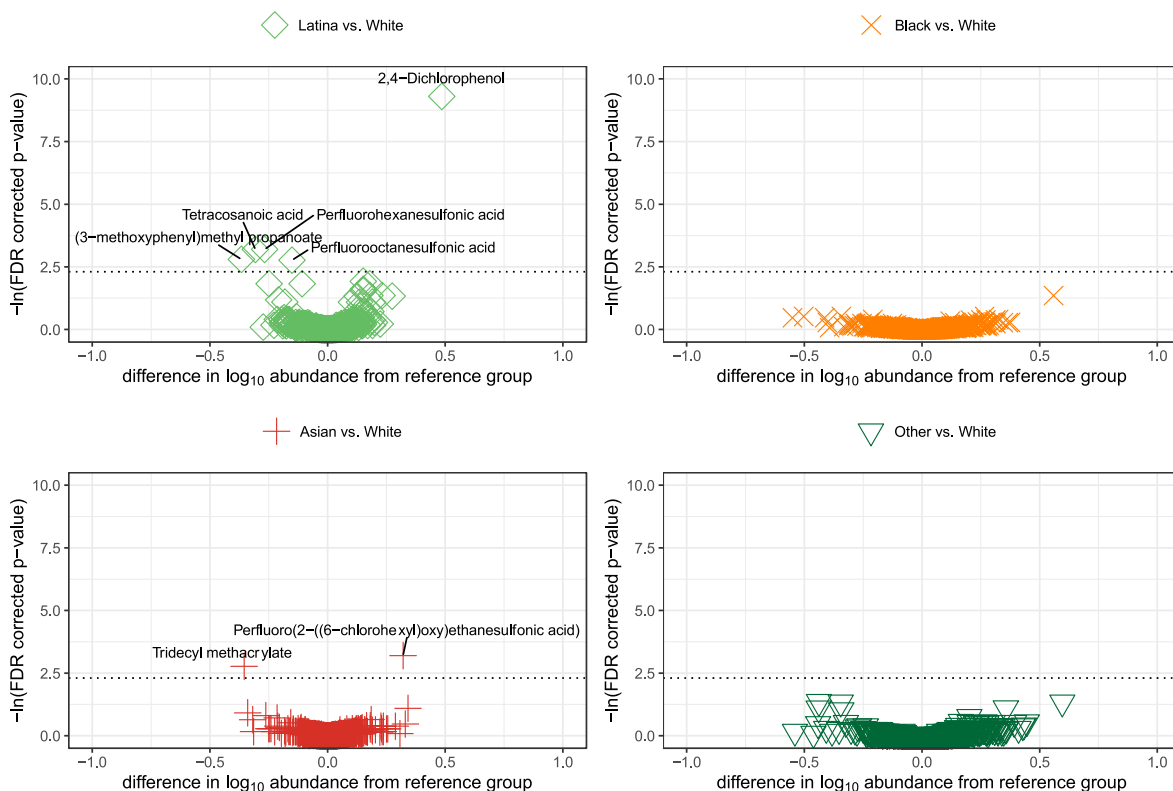 Latina vs. White
−ln(FDR corrected p−value)
10.0
7.5
5.0
2.5
0.0
2,4−Dichlorophenol
Tetracosanoic acid
Perfluorohexanesulfonic acid
(3−methoxyphenyl)methyl propanoate
Perfluorooctanesulfonic acid
−1.0 −0.5 0.0 0.5 1.0
difference in log10 abundance from reference group
Black vs. White
−ln(FDR corrected p−value)
10.0
7.5
5.0
2.5
0.0
−1.0 −0.5 0.0 0.5 1.0
difference in log10 abundance from reference group
Asian vs. White
−ln(FDR corrected p−value)
10.0
7.5
5.0
2.5
0.0
Perfluoro(2−((6−chlorohexyl)oxy)ethanesulfonic acid)
Tridecyl methacrylate
−1.0 −0.5 0.0 0.5 1.0
difference in log10 abundance from reference group
Other vs. White
−ln(FDR corrected p−value)
10.0
7.5
5.0
2.5
0.0
−1.0 −0.5 0.0 0.5 1.0
difference in log10 abundance from reference group